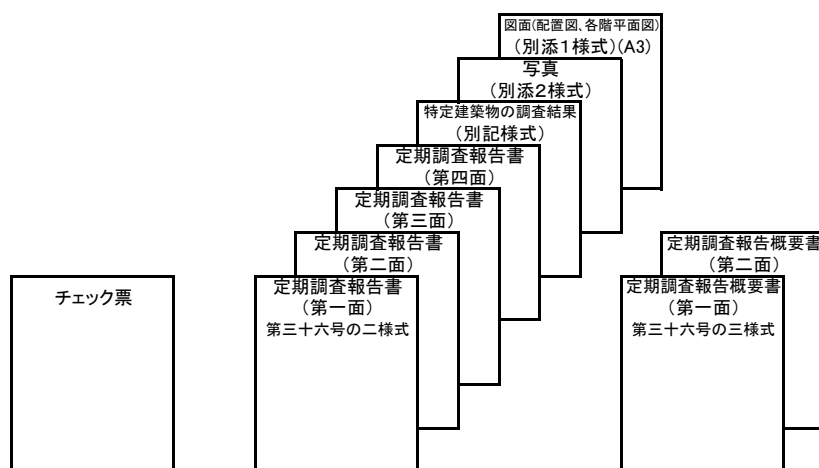 図面(配置図、各階平面図)
(別添1様式)(A3)
写真
(別添2様式)
特定建築物の調査結果
(別記様式)
定期調査報告書
(第四面)
定期調査報告書
(第三面)
定期調査報告書
(第二面)
定期調査報告書
(第一面)
第三十六号の二様式
チェック票
定期調査報告概要書
(第二面)
定期調査報告概要書
(第一面)
第三十六号の三様式